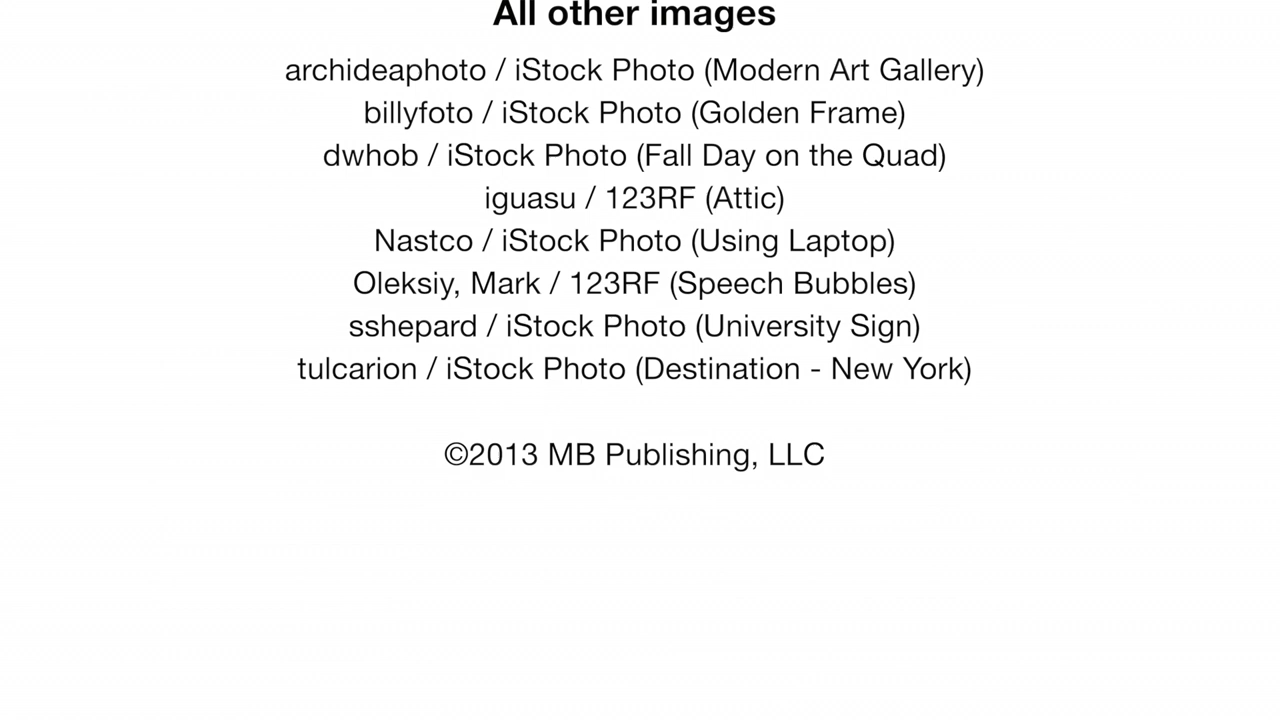 All other images
archideaphoto / iStock Photo (Modern Art Gallery)
billyfoto / iStock Photo (Golden Frame)
dwhob / iStock Photo (Fall Day on the Quad)
iguasu / 123RF (Attic)
Nastco / iStock Photo (Using Laptop)
Oleksiy, Mark / 123RF (Speech Bubbles)
sshepard / iStock Photo (University Sign)
tulcarion / iStock Photo (Destination - New York)
©2013 MB Publishing, LLC